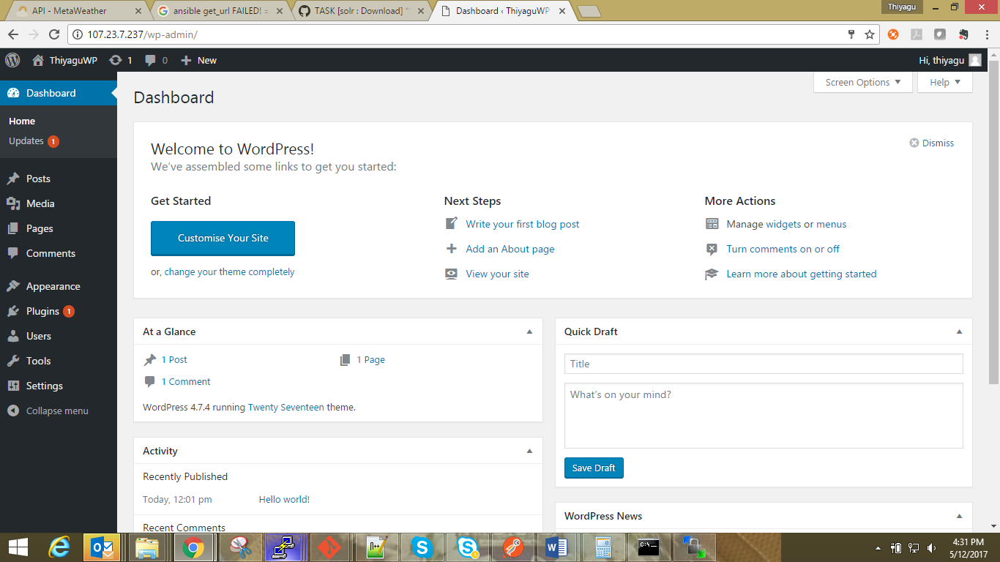 API - MetaWeather
ansible get_url FAILED! =
TASK [solr : Download] *
Dashboard ‹ ThiyaguWP
Thiyagu
107.23.7.237/wp-admin/
ThiyaguWP
1
0
New
Hi, thiyagu
Dashboard
Home
Updates 1
Posts
Media
Pages
Comments
Appearance
Plugins 1
Users
Tools
Settings
Collapse menu
Screen Options
Help
Dashboard
Welcome to WordPress!
We've assembled some links to get you started:
Dismiss
Get Started
Customise Your Site
or, change your theme completely
Next Steps
Write your first blog post
Add an About page
View your site
More Actions
Manage widgets or menus
Turn comments on or off
Learn more about getting started
At a Glance
1 Post
1 Page
1 Comment
WordPress 4.7.4 running Twenty Seventeen theme.
Activity
Recently Published
Today, 12:01 pm
Hello world!
Recent Comments
Quick Draft
Title
What's on your mind?
Save Draft
WordPress News
4:31 PM
5/12/2017